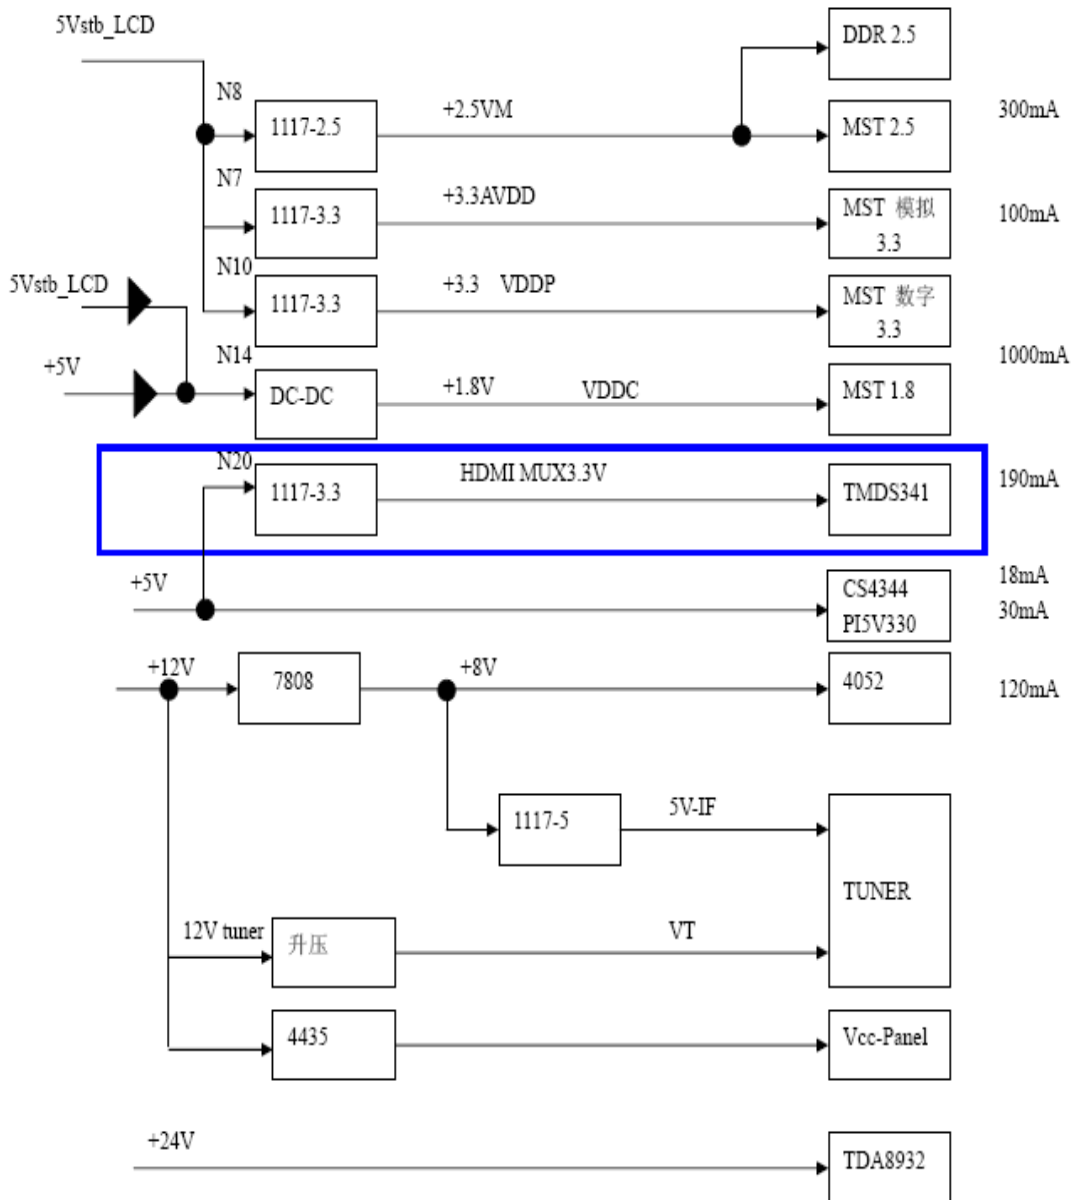 5Vstb_LCD
DDR 2.5
N8
1117-2.5
+2.5VM
MST 2.5
300mA
N7
1117-3.3
+3.3AVDD
MST 模拟
3.3
100mA
N10
5Vstb_LCD
1117-3.3
+3.3 VDDP
MST 数字
3.3
N14
+5V
DC-DC
+1.8V VDDC
MST 1.8
1000mA
N20
1117-3.3
HDMI MUX3.3V
TMDS341
190mA
+5V
CS4344
PI5V330
18mA
30mA
+12V
7808
+8V
4052
120mA
1117-5
5V-IF
TUNER
12V tuner
升压
VT
4435
Vcc-Panel
+24V
TDA8932